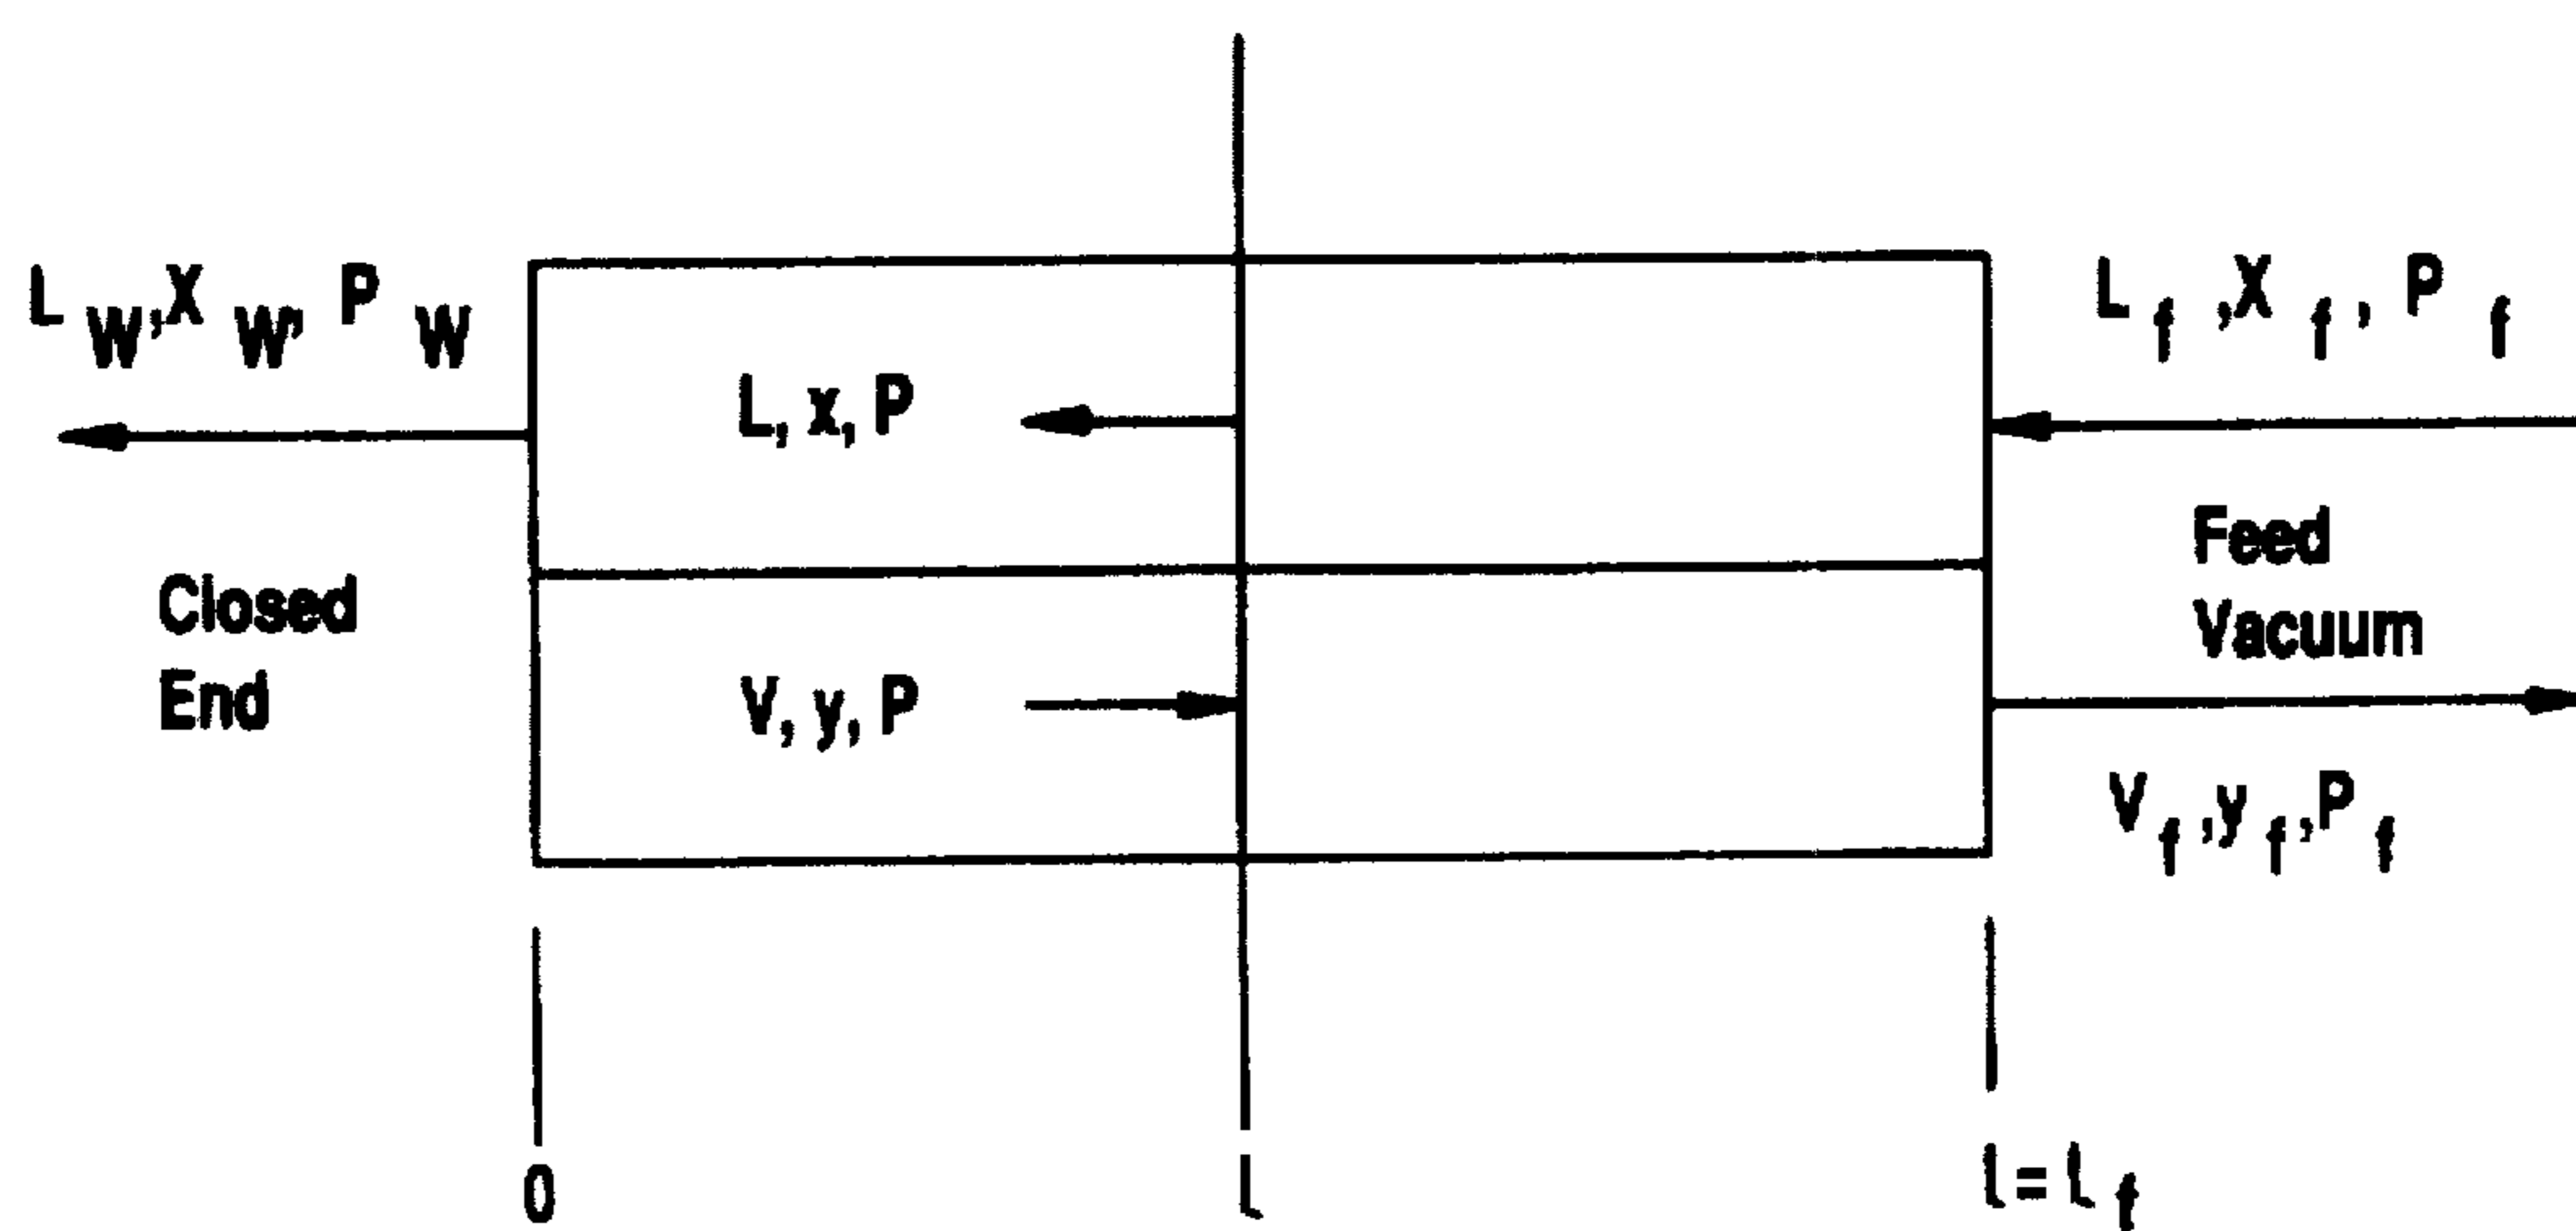 L W, X W, P W
L f, X f, P f
L, x, P
Feed
Vacuum
Closed
End
V, y, P
V f, y f, P f
0
l
l = l f